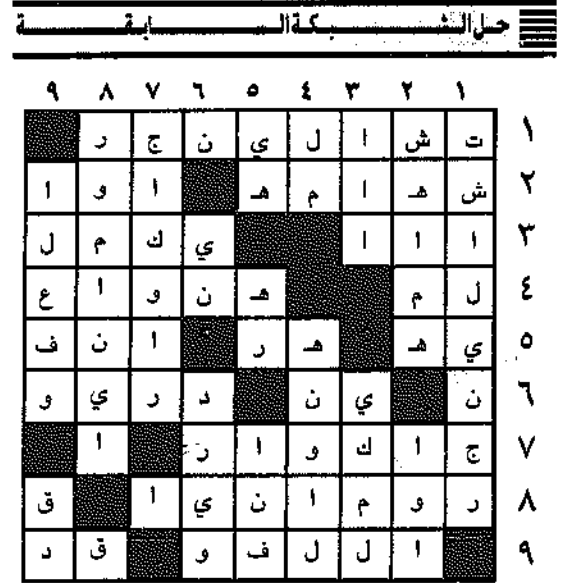 حل الشبكة السابقة
١ ٢ ٣ ٤ ٥ ٦ ٧ ٨ ٩
١ ت ش ا ل ي ن ج ر
٢ ش هـ ا م هـ ا و ا
٣ ا ا ا ي ك م ل
٤ ل م هـ ن و ا ع
٥ ي هـ هـ ر ا ن ف
٦ ن ي ن د ر ي و
٧ ج ا ك و ا ر ا
٨ ر و م ا ن ي ا ق
٩ ا ل ل ف و ق د